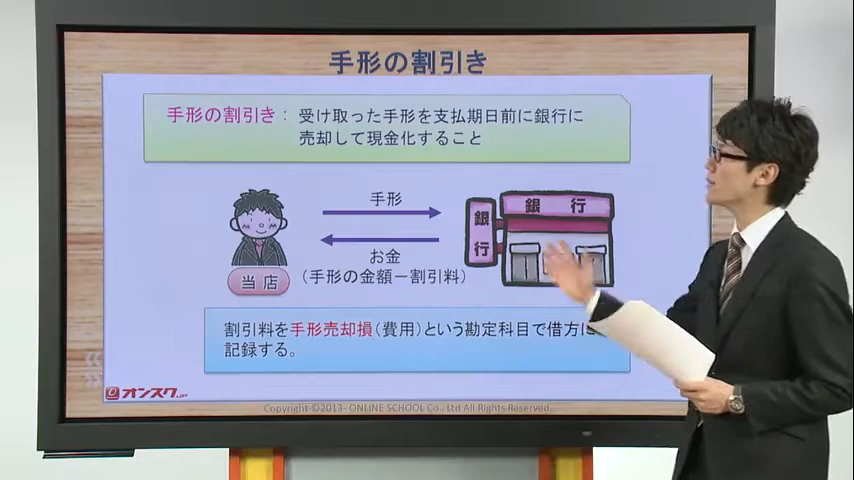 手形の割引き
手形の割引き： 受け取った手形を支払期日前に銀行に
売却して現金化すること
手形
銀行
銀行
お金
（手形の金額－割引料）
当店
割引料を手形売却損（費用）という勘定科目で借方に
記録する。
オンスク.JP
Copyright ©2013- ONLINE SCHOOL Co., Ltd All Rights Reserved.